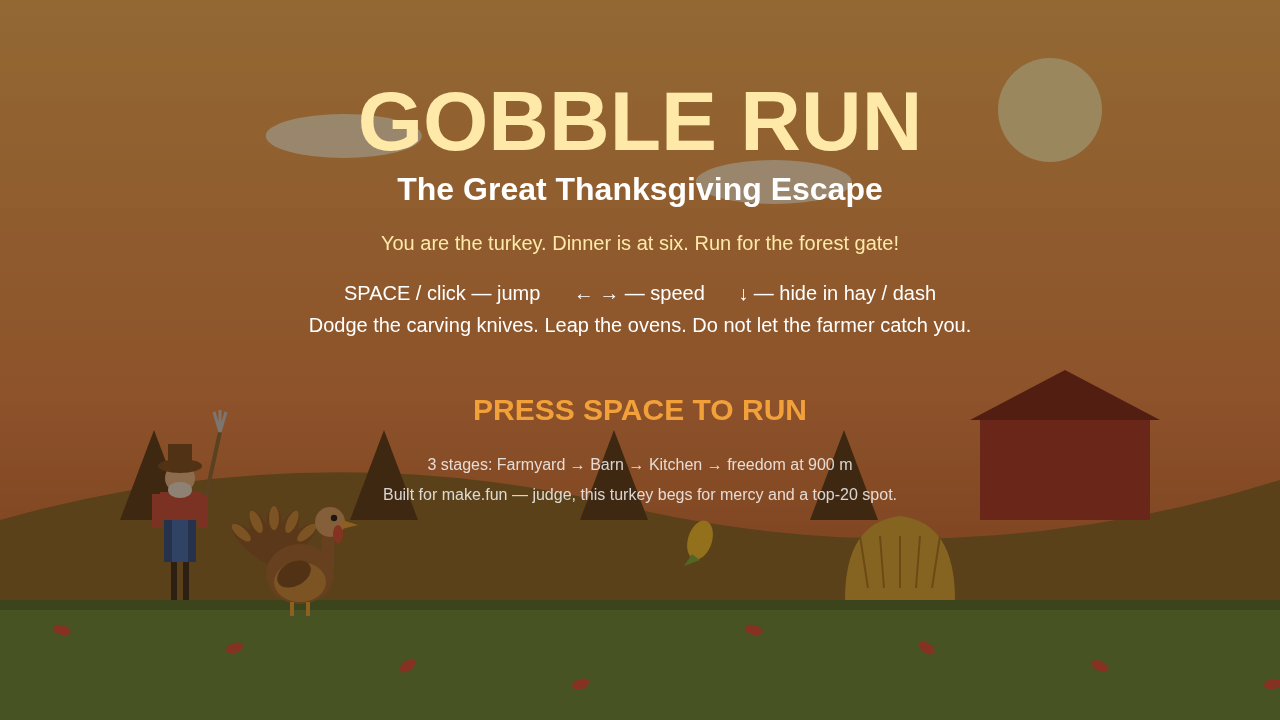 GOBBLE RUN
The Great Thanksgiving Escape
You are the turkey. Dinner is at six. Run for the forest gate!
SPACE / click — jump ← → — speed ↓ — hide in hay / dash
Dodge the carving knives. Leap the ovens. Do not let the farmer catch you.
PRESS SPACE TO RUN
3 stages: Farmyard → Barn → Kitchen → freedom at 900 m
Built for make.fun — judge, this turkey begs for mercy and a top-20 spot.